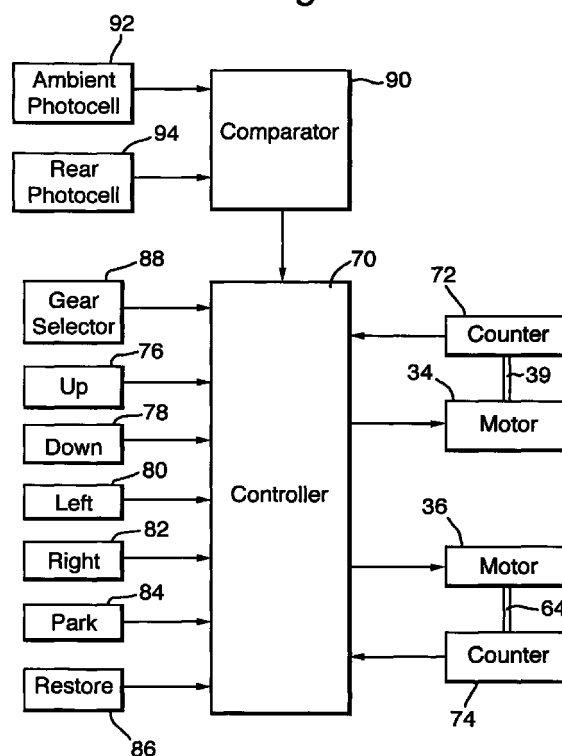 92
Ambient
Photocell
94
Rear
Photocell
90
Comparator
88
Gear
Selector
76
Up
78
Down
80
Left
82
Right
84
Park
Restore
86
70
Controller
72
Counter
39
34
Motor
36
Motor
64
Counter
74